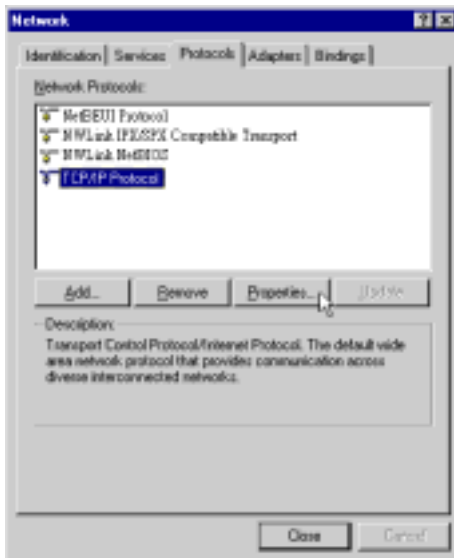 Network
Identification Services Protocols Adapters Bindings
Network Protocols:
NetBEUI Protocol
NWLink IPX/SPX Compatible Transport
NWLink NetBIOS
TCP/IP Protocol
Add... Remove Properties... Update
Description:
Transport Control Protocol/Internet Protocol. The default wide
area network protocol that provides communication across
diverse interconnected networks.
Close Cancel